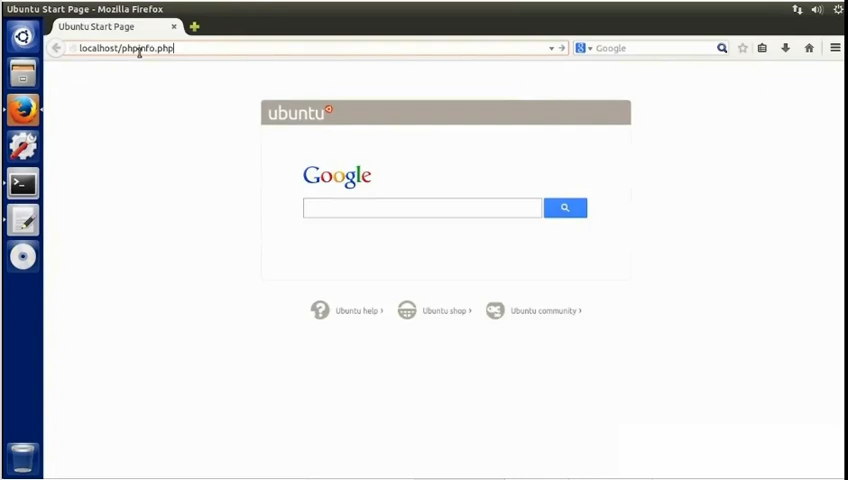 Ubuntu Start Page - Mozilla Firefox
Ubuntu Start Page
localhost/phpinfo.php
Google
ubuntu
Google
Ubuntu help ›
Ubuntu shop ›
Ubuntu community ›